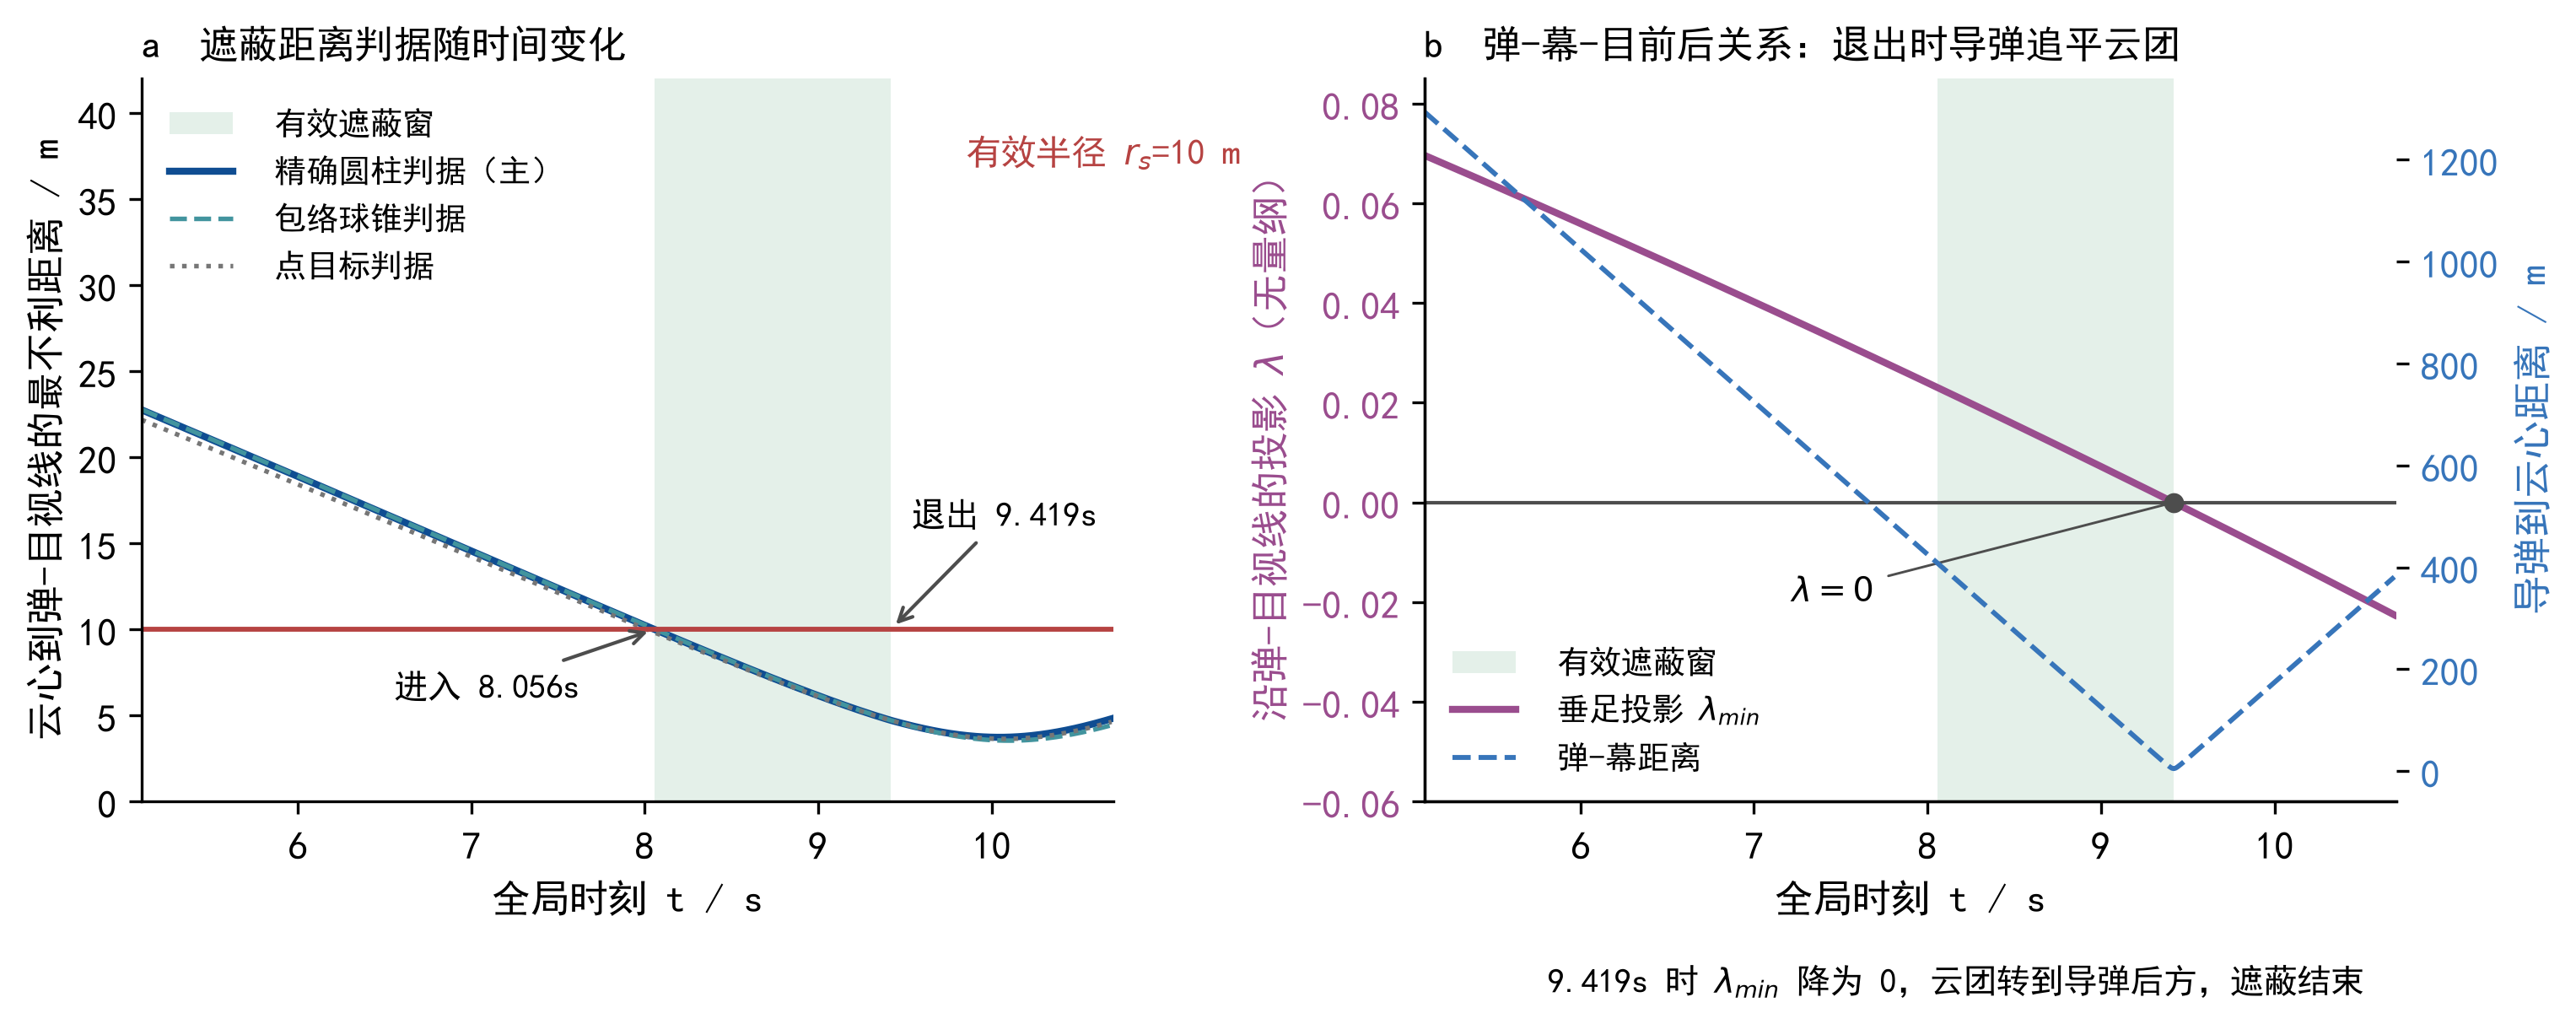 a 遮蔽距离判据随时间变化
云心到弹-目视线的最不利距离 / m
40
35
30
25
20
15
10
5
0
有效遮蔽窗
精确圆柱判据（主）
包络球锥判据
点目标判据
有效半径 rs=10 m
退出 9.419s
进入 8.056s
6 7 8 9 10
全局时刻 t / s
b 弹-幕-目前后关系：退出时导弹追平云团
沿弹-目视线的投影 λ（无量纲）
0.08
0.06
0.04
0.02
0.00
−0.02
−0.04
−0.06
λ = 0
有效遮蔽窗
垂足投影 λmin
弹-幕距离
1200
1000
800
600
400
200
0
导弹到云心距离 / m
6 7 8 9 10
全局时刻 t / s
9.419s 时 λmin 降为 0，云团转到导弹后方，遮蔽结束